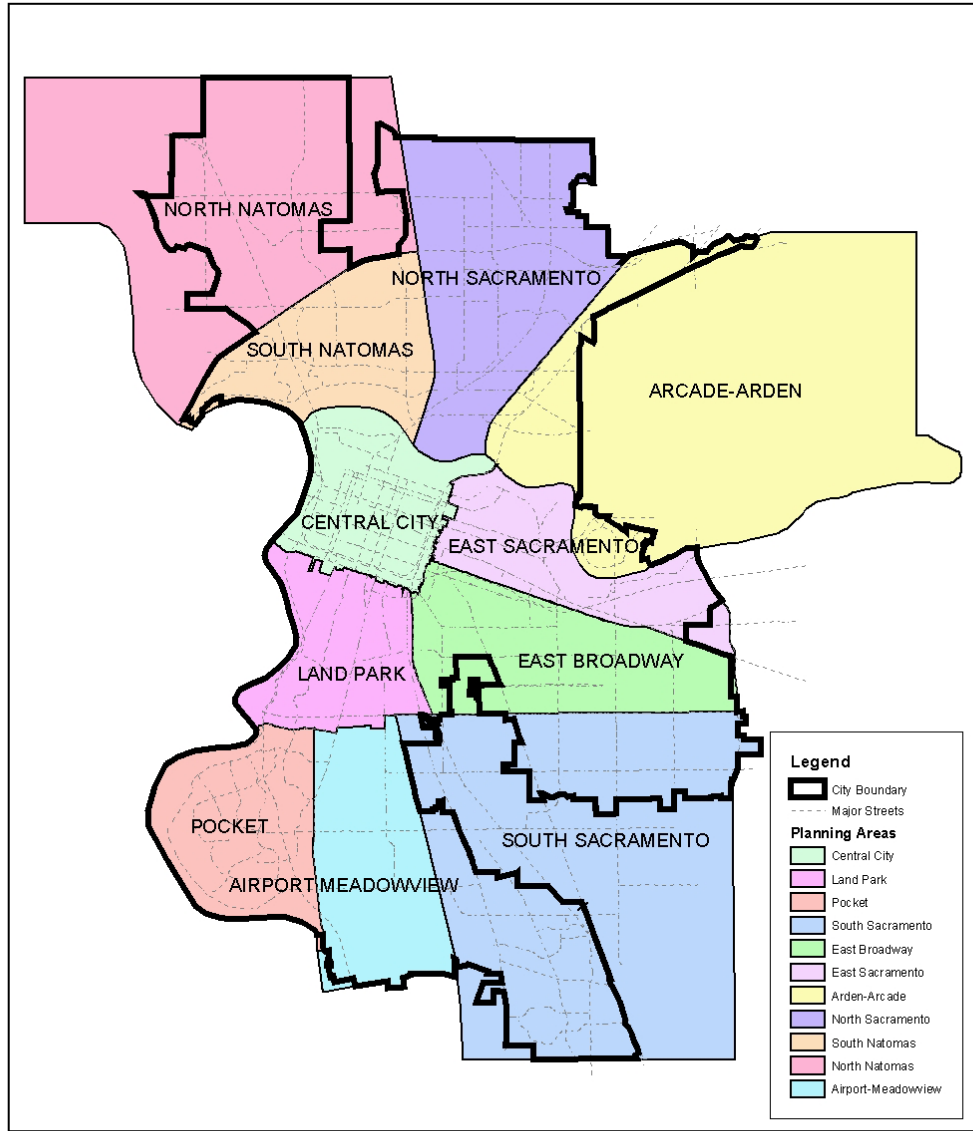 NORTH NATOMAS
NORTH SACRAMENTO
SOUTH NATOMAS
ARCADE-ARDEN
CENTRAL CITY
EAST SACRAMENTO
EAST BROADWAY
LAND PARK
POCKET
SOUTH SACRAMENTO
AIRPORT MEADOWVIEW
Legend
City Boundary
Major Streets
Planning Areas
Central City
Land Park
Pocket
South Sacramento
East Broadway
East Sacramento
Arden-Arcade
North Sacramento
South Natomas
North Natomas
Airport-Meadowview